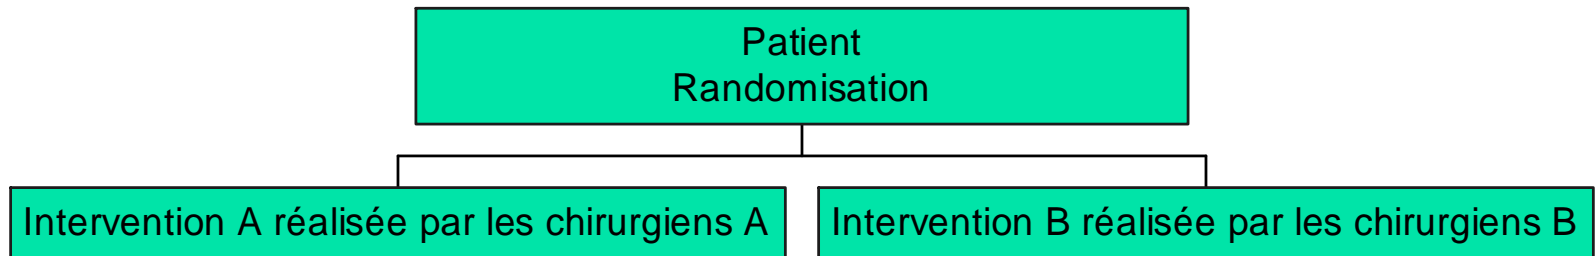 Patient
Randomisation
Intervention A réalisée par les chirurgiens A
Intervention B réalisée par les chirurgiens B